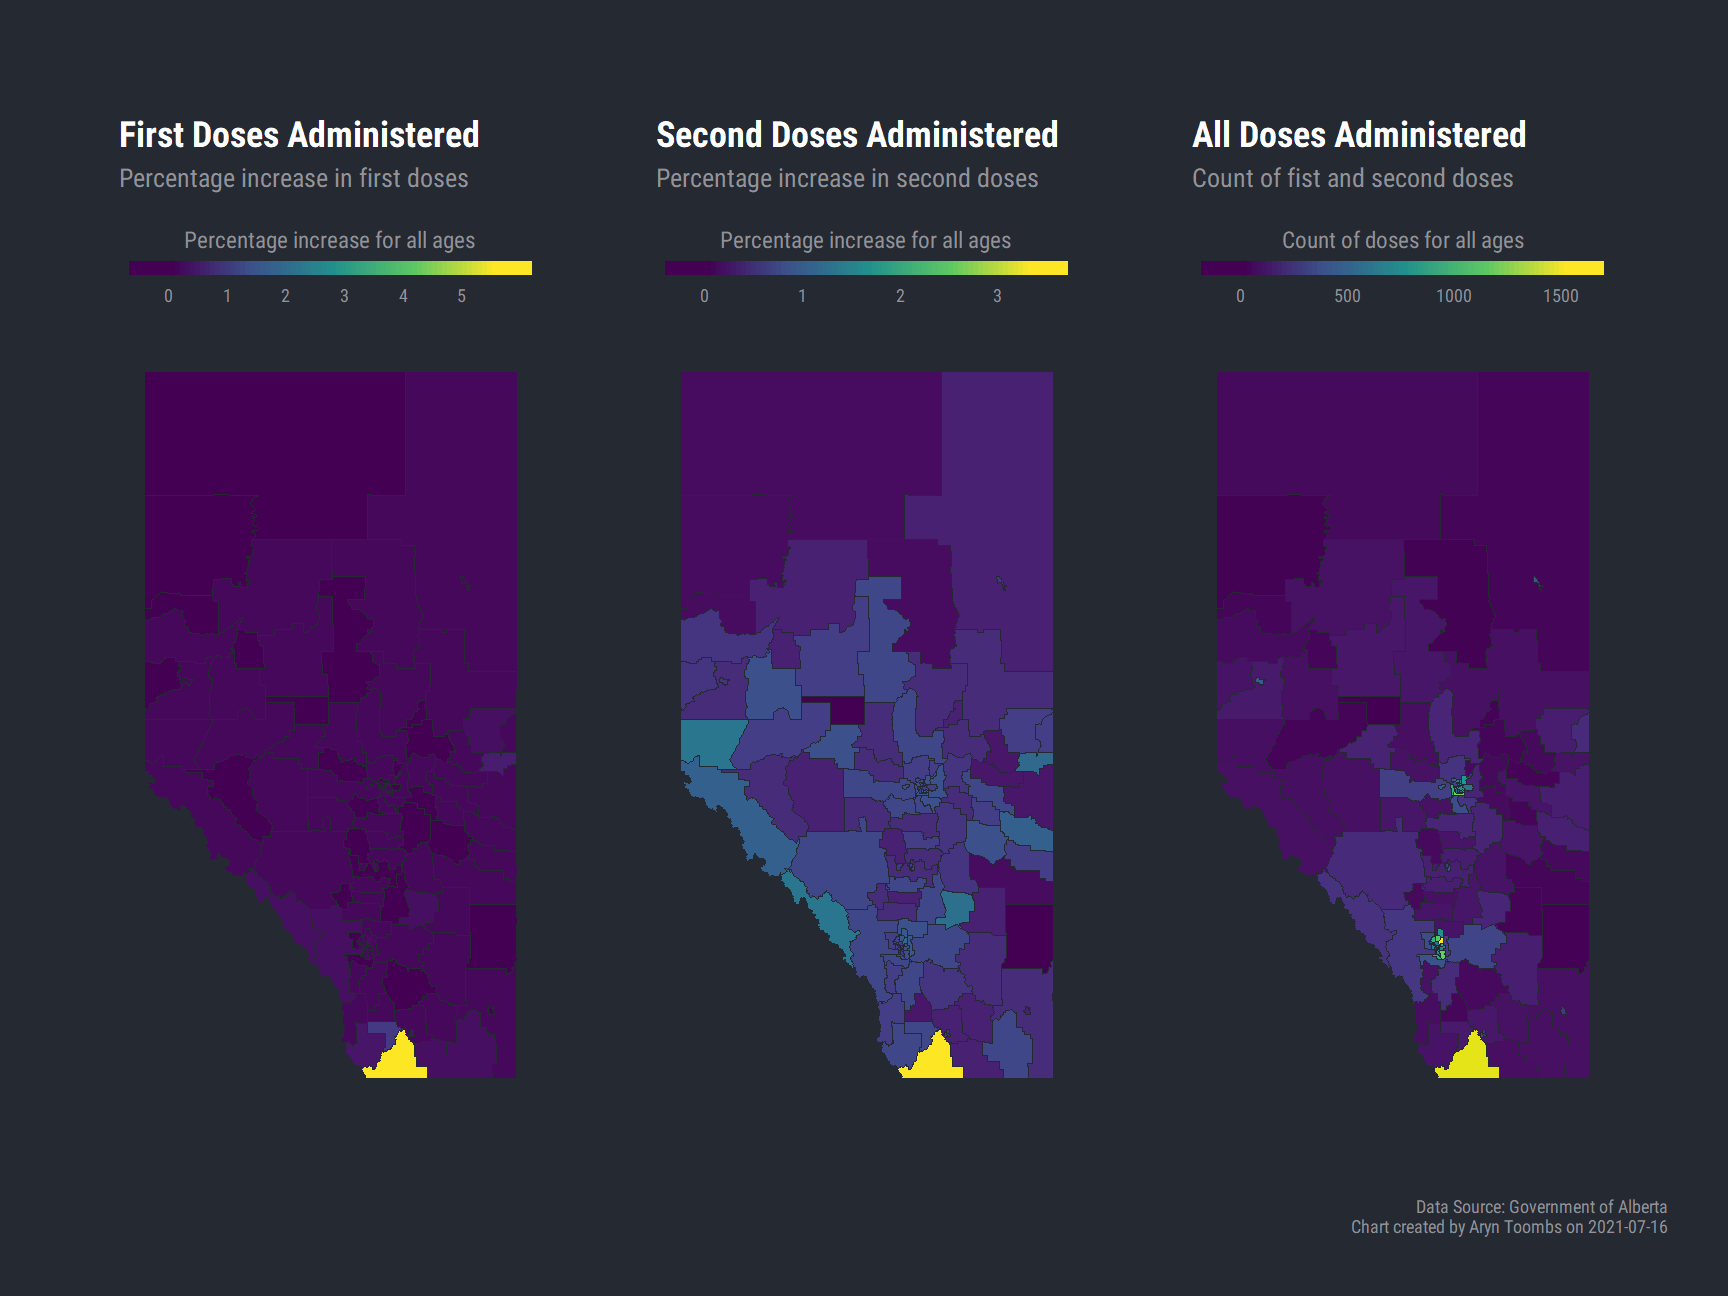 First Doses Administered
Percentage increase in first doses
Percentage increase for all ages
0 1 2 3 4 5
Second Doses Administered
Percentage increase in second doses
Percentage increase for all ages
0 1 2 3
All Doses Administered
Count of fist and second doses
Count of doses for all ages
0 500 1000 1500
Data Source: Government of Alberta
Chart created by Aryn Toombs on 2021-07-16